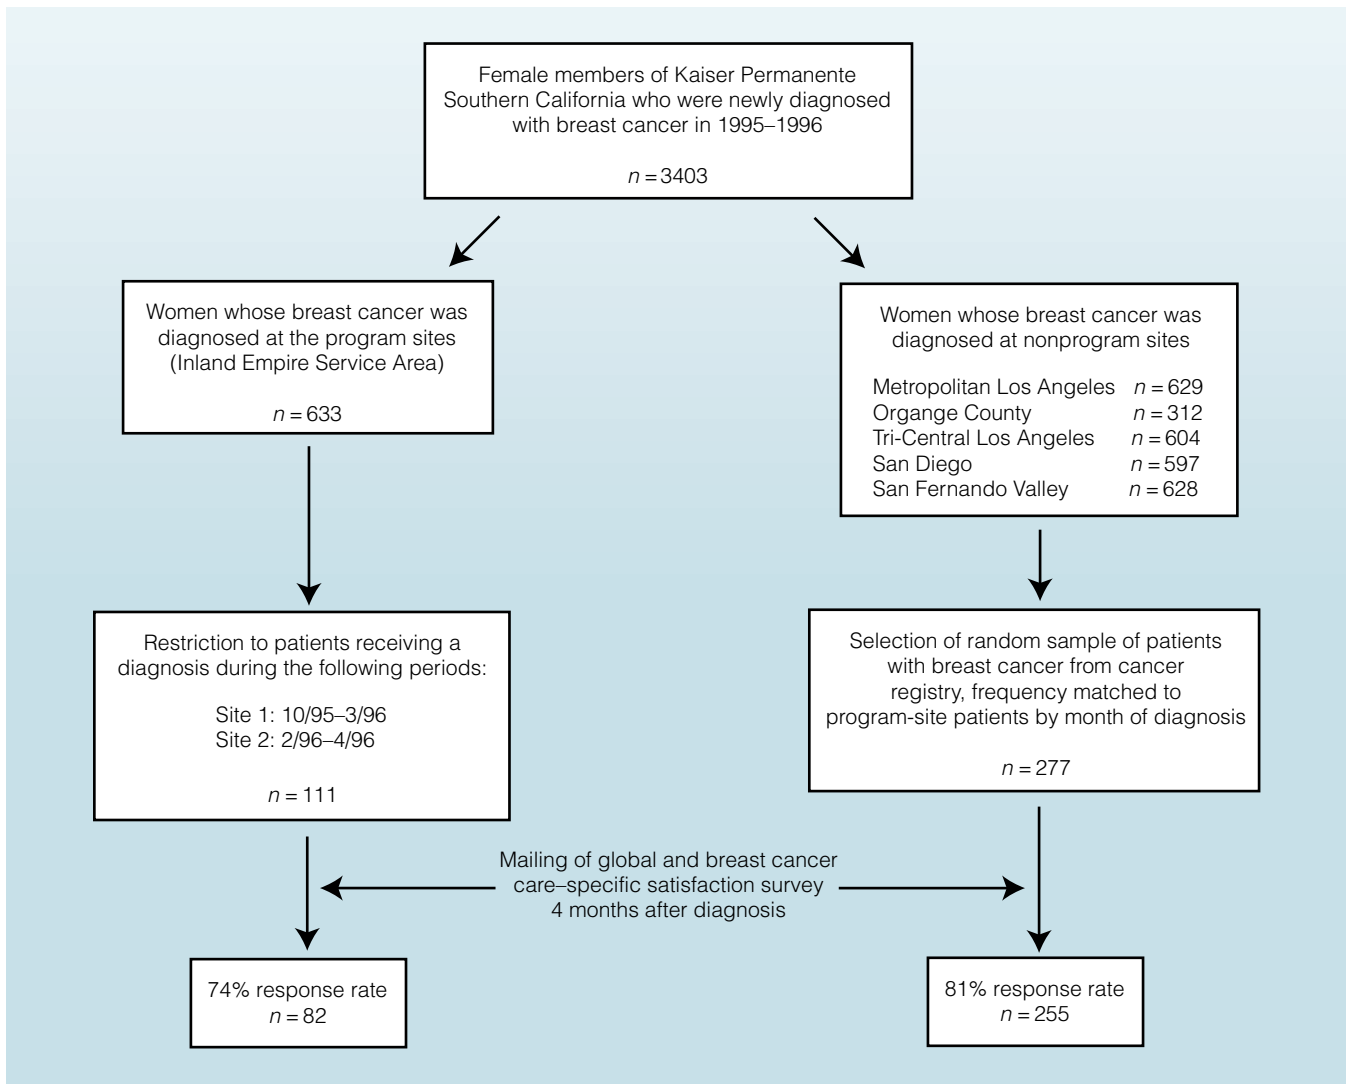 Female members of Kaiser Permanente
Southern California who were newly diagnosed
with breast cancer in 1995–1996
n = 3403
Women whose breast cancer was
diagnosed at the program sites
(Inland Empire Service Area)
n = 633
Women whose breast cancer was
diagnosed at nonprogram sites
Metropolitan Los Angeles n = 629
Organge County n = 312
Tri-Central Los Angeles n = 604
San Diego n = 597
San Fernando Valley n = 628
Restriction to patients receiving a
diagnosis during the following periods:
Site 1: 10/95–3/96
Site 2: 2/96–4/96
n = 111
Selection of random sample of patients
with breast cancer from cancer
registry, frequency matched to
program-site patients by month of diagnosis
n = 277
Mailing of global and breast cancer
care–specific satisfaction survey
4 months after diagnosis
74% response rate
n = 82
81% response rate
n = 255